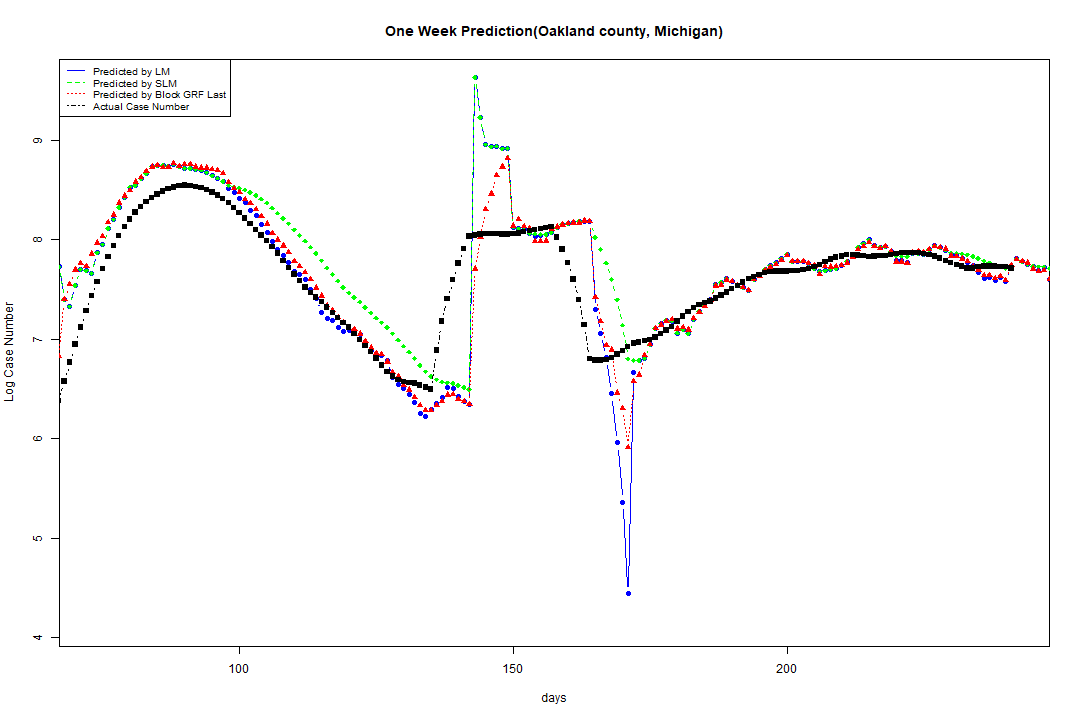 One Week Prediction(Oakland county, Michigan)
Predicted by LM
Predicted by SLM
Predicted by Block GRF Last
Actual Case Number
9
8
7
6
5
4
Log Case Number
100 150 200
days